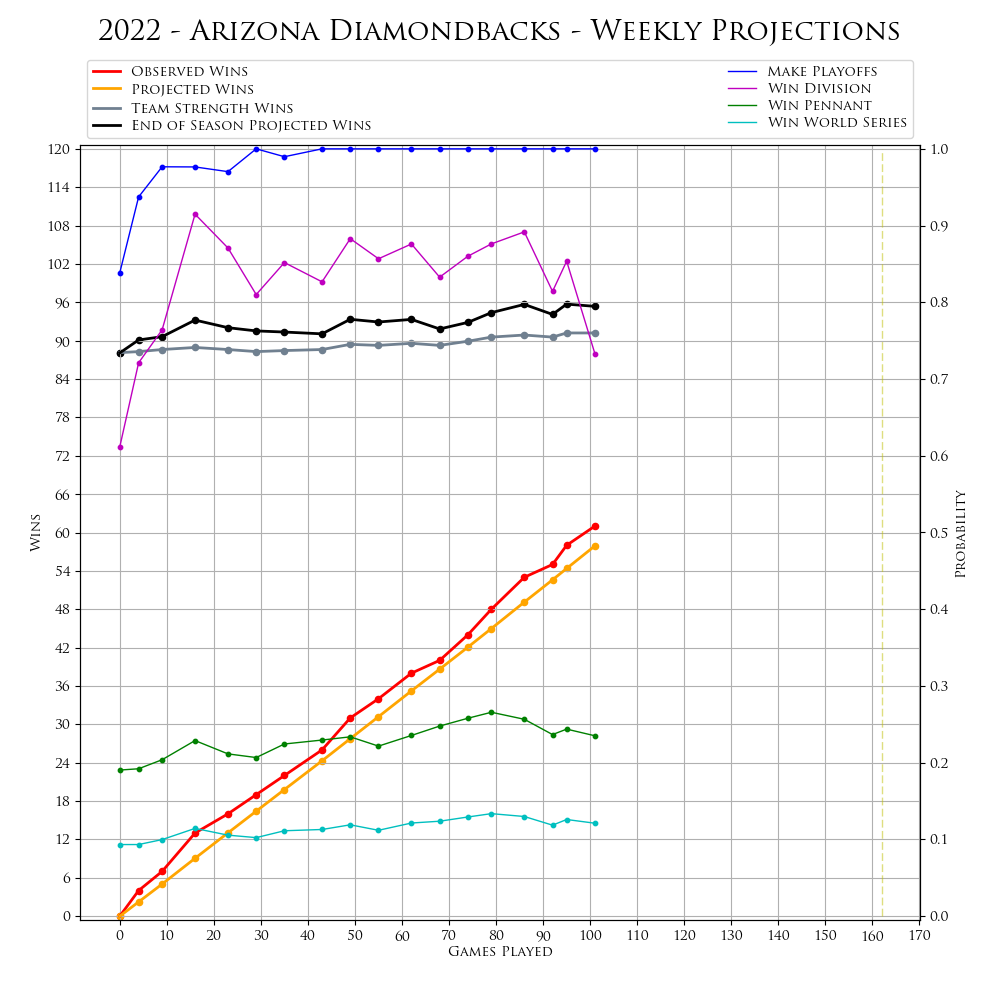 2022 - Arizona Diamondbacks - Weekly Projections
Observed Wins
Projected Wins
Team Strength Wins
End of Season Projected Wins
Make Playoffs
Win Division
Win Pennant
Win World Series
120
114
108
102
96
90
84
78
72
66
60
54
48
42
36
30
24
18
12
6
0
Wins
1.0
0.9
0.8
0.7
0.6
0.5
0.4
0.3
0.2
0.1
0.0
Probability
0 10 20 30 40 50 60 70 80 90 100 110 120 130 140 150 160 170
Games Played